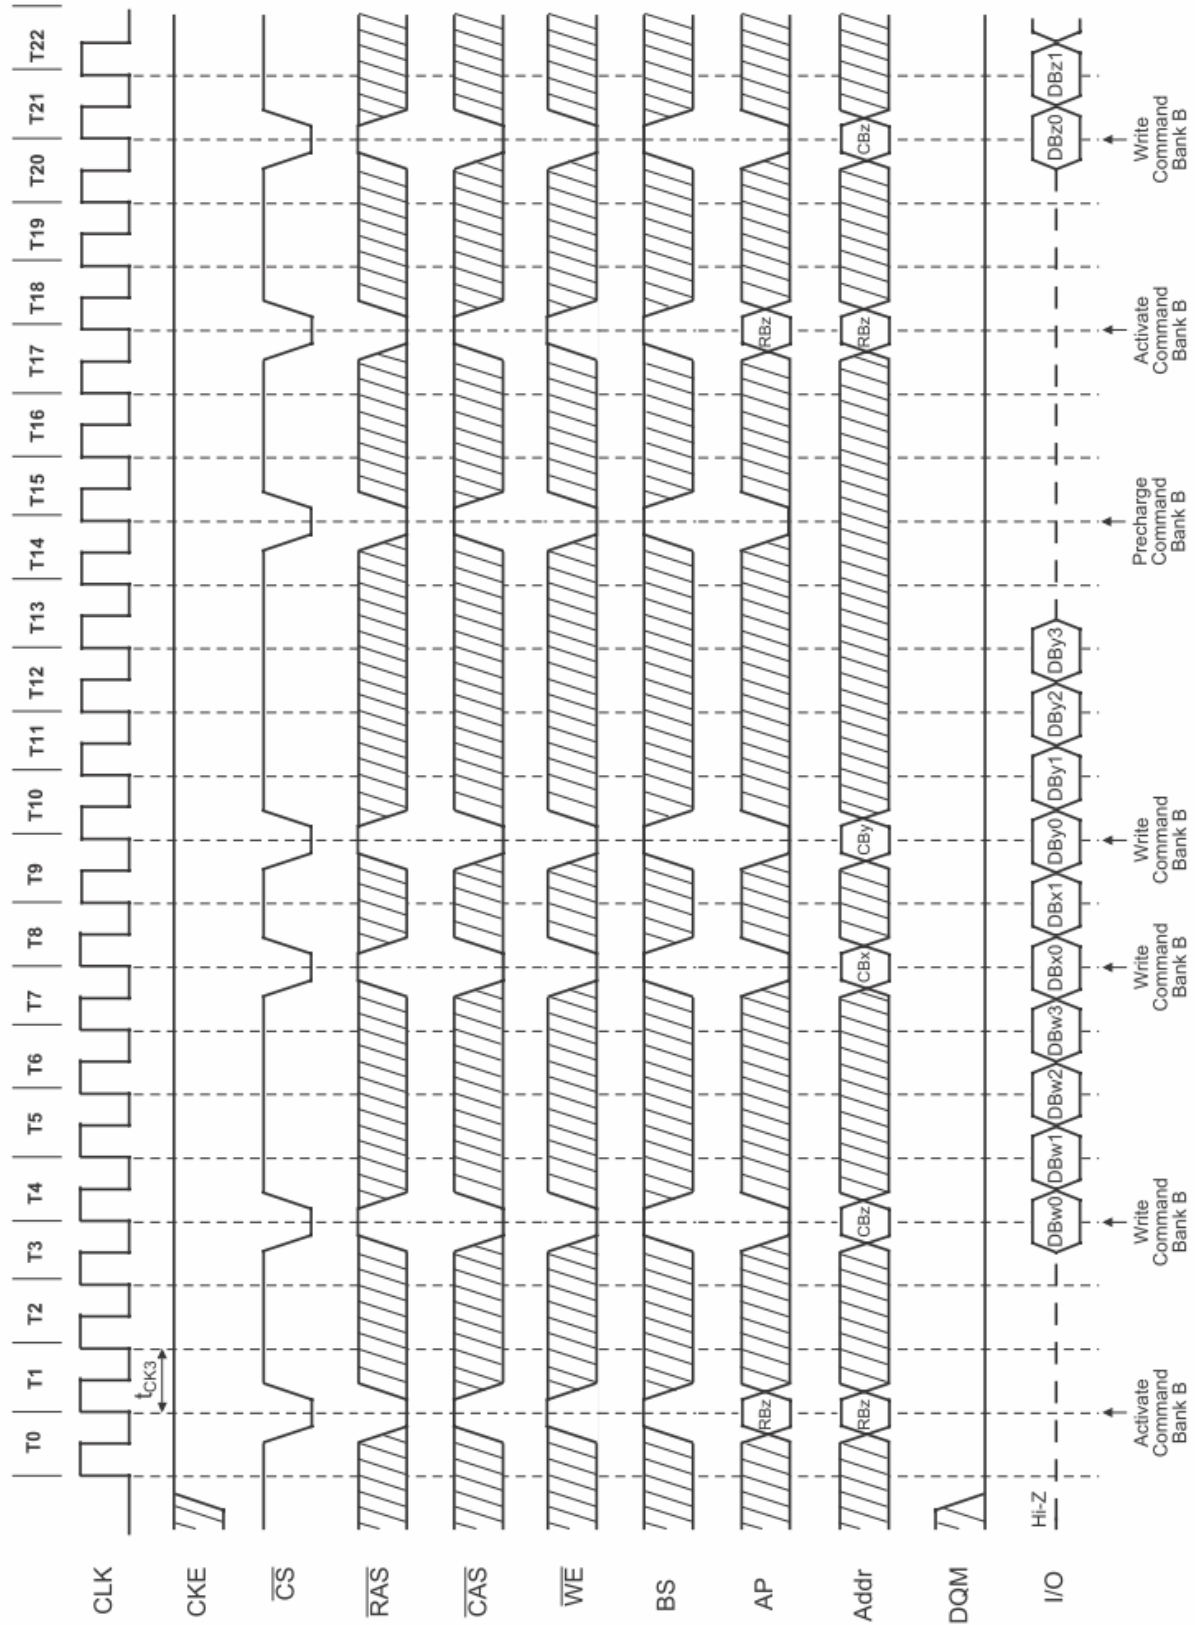 T0 T1 T2 T3 T4 T5 T6 T7 T8 T9 T10 T11 T12 T13 T14 T15 T16 T17 T18 T19 T20 T21 T22
CLK
tCK3
CKE
CS
RAS
CAS
WE
BS
AP RBz RBz
Addr RBz CBz CBx CBy RBz CBz
DQM
I/O Hi-Z DBw0 DBw1 DBw2 DBw3 DBx0 DBx1 DBy0 DBy1 DBy2 DBy3 DBz0 DBz1
Activate
Command
Bank B
Write
Command
Bank B
Write
Command
Bank B
Write
Command
Bank B
Precharge
Command
Bank B
Activate
Command
Bank B
Write
Command
Bank B